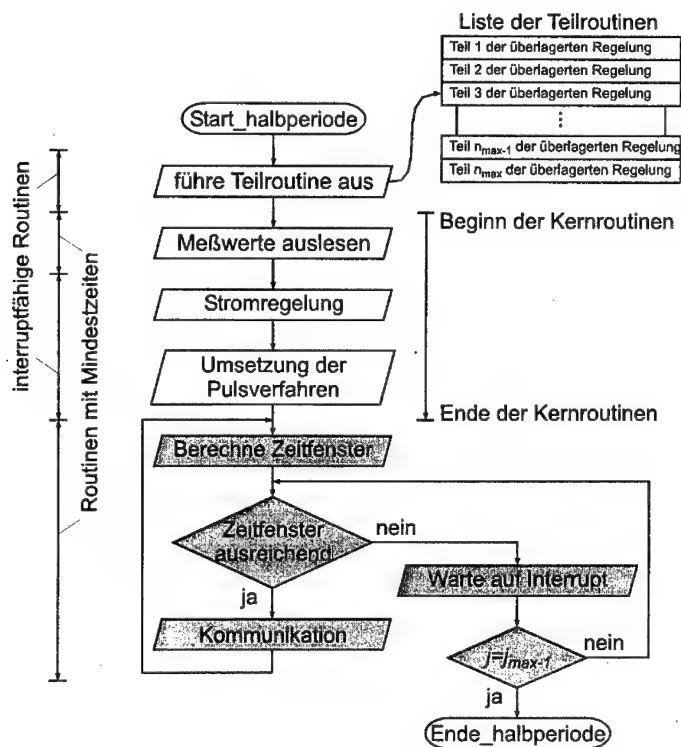 Liste der Teilroutinen
Teil 1 der überlagerten Regelung
Teil 2 der überlagerten Regelung
Teil 3 der überlagerten Regelung
⋮
Teil nmax-1 der überlagerten Regelung
Teil nmax der überlagerten Regelung
Start_halbperiode
führe Teilroutine aus
Meßwerte auslesen
Stromregelung
Umsetzung der
Pulsverfahren
Beginn der Kernroutinen
Ende der Kernroutinen
interruptfähige Routinen
Routinen mit Mindestzeiten
Berechne Zeitfenster
Zeitfenster
ausreichend
nein
ja
Warte auf Interrupt
Kommunikation
j=jmax-1
nein
ja
Ende_halbperiode